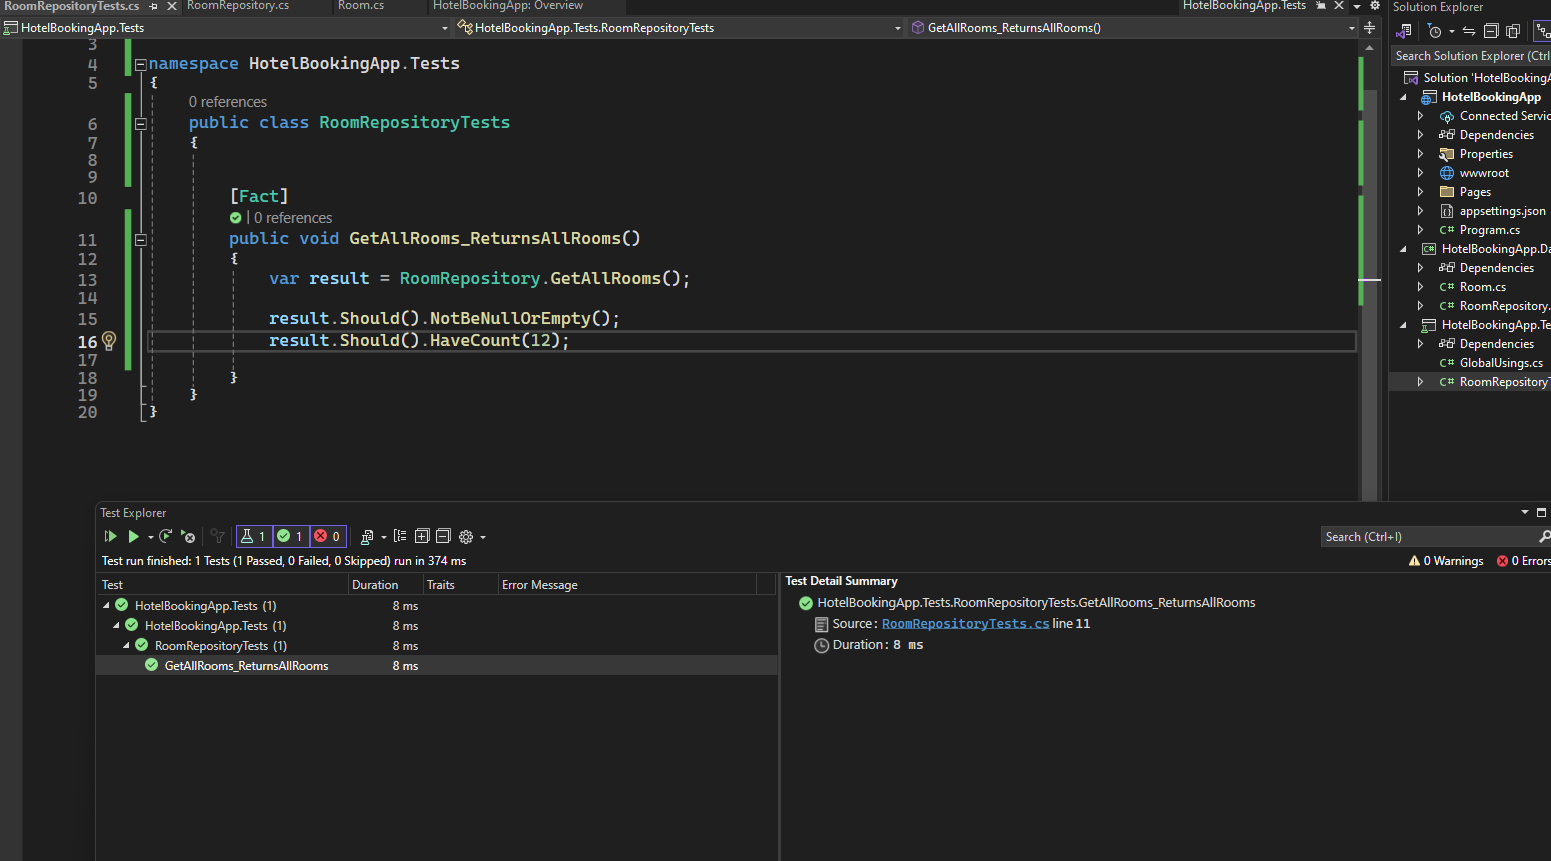 RoomRepositoryTests.cs
RoomRepository.cs
Room.cs
HotelBookingApp: Overview
HotelBookingApp.Tests
HotelBookingApp.Tests
HotelBookingApp.Tests.RoomRepositoryTests
GetAllRooms_ReturnsAllRooms()
3
4 namespace HotelBookingApp.Tests
5 {
0 references
6 public class RoomRepositoryTests
7 {
8
9
10 [Fact]
| 0 references
11 public void GetAllRooms_ReturnsAllRooms()
12 {
13 var result = RoomRepository.GetAllRooms();
14
15 result.Should().NotBeNullOrEmpty();
16 result.Should().HaveCount(12);
17
18 }
19 }
20 }
Solution Explorer
Search Solution Explorer (Ctrl
Solution 'HotelBookingA
HotelBookingApp
Connected Servic
Dependencies
Properties
wwwroot
Pages
appsettings.json
C# Program.cs
C# HotelBookingApp.Da
Dependencies
C# Room.cs
C# RoomRepository.
HotelBookingApp.Te
Dependencies
C# GlobalUsings.cs
C# RoomRepositoryT
Test Explorer
1 1 0
Search (Ctrl+I)
Test run finished: 1 Tests (1 Passed, 0 Failed, 0 Skipped) run in 374 ms
0 Warnings 0 Errors
Test Duration Traits Error Message
HotelBookingApp.Tests (1) 8 ms
HotelBookingApp.Tests (1) 8 ms
RoomRepositoryTests (1) 8 ms
GetAllRooms_ReturnsAllRooms 8 ms
Test Detail Summary
HotelBookingApp.Tests.RoomRepositoryTests.GetAllRooms_ReturnsAllRooms
Source: RoomRepositoryTests.cs line 11
Duration: 8 ms